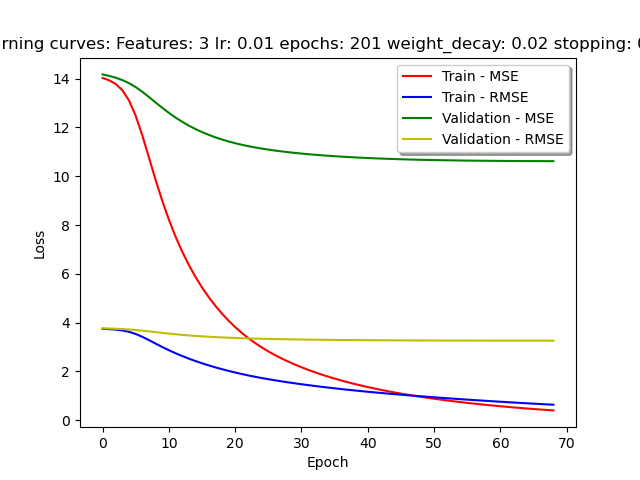 rning curves: Features: 3 lr: 0.01 epochs: 201 weight_decay: 0.02 stopping:
14
12
10
8
6
4
2
0
Loss
Train - MSE
Train - RMSE
Validation - MSE
Validation - RMSE
0 10 20 30 40 50 60 70
Epoch